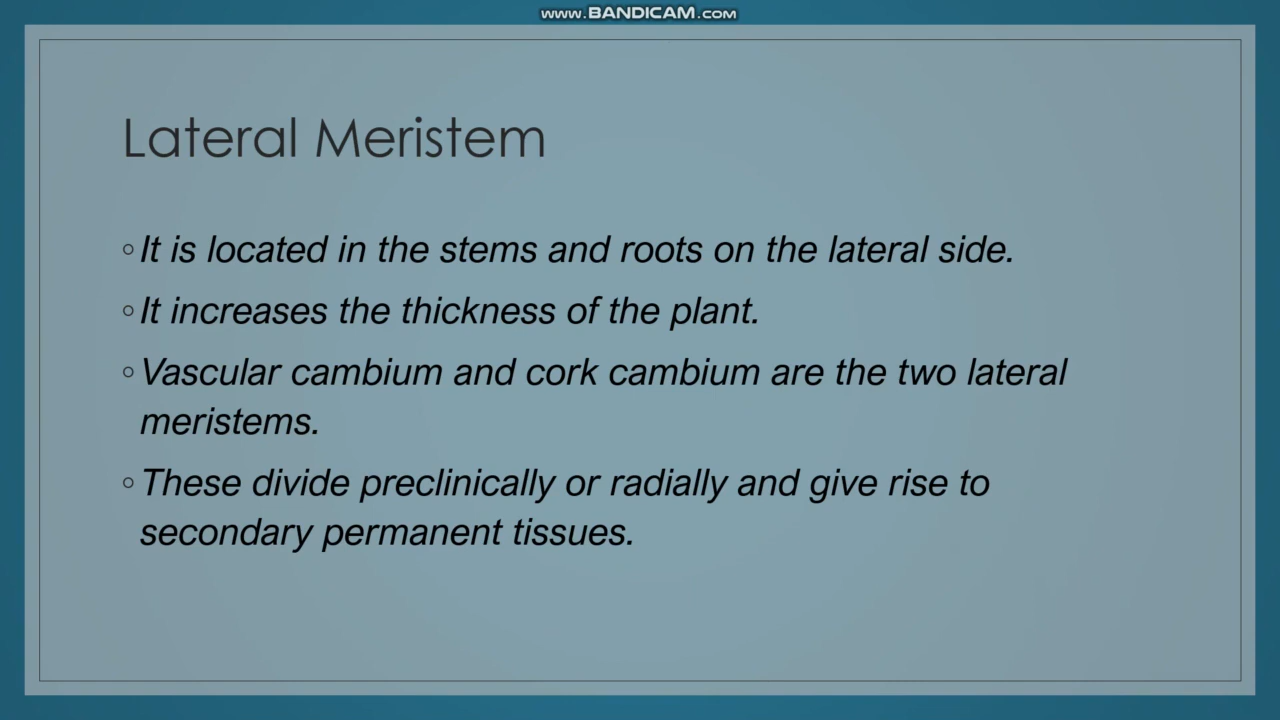 www.BANDICAM.com
Lateral Meristem
◦It is located in the stems and roots on the lateral side.
◦It increases the thickness of the plant.
◦Vascular cambium and cork cambium are the two lateral
meristems.
◦These divide preclinically or radially and give rise to
secondary permanent tissues.